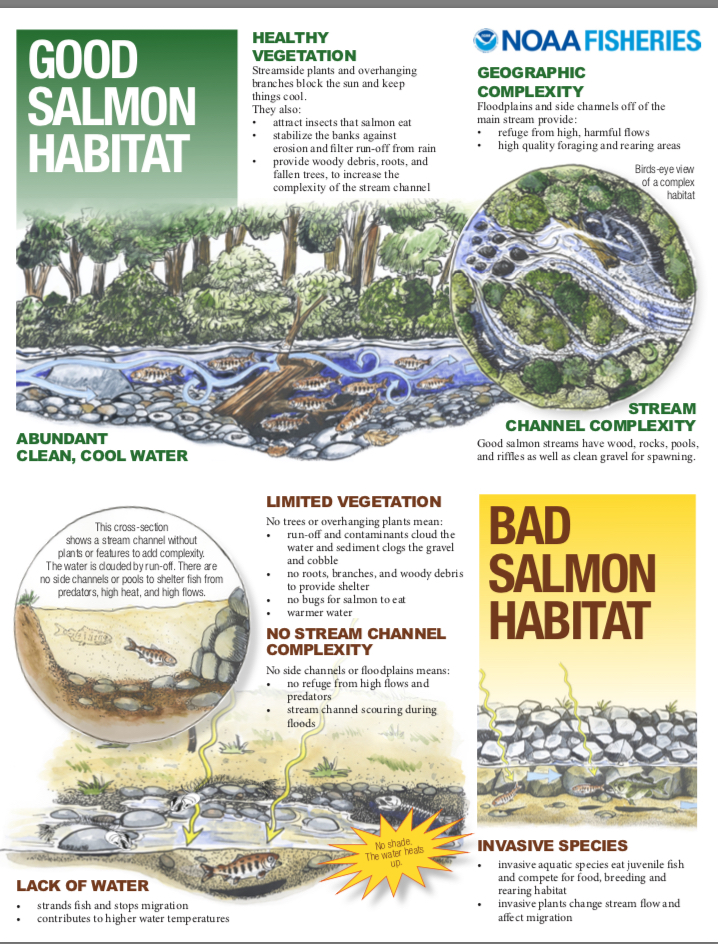 GOOD
SALMON
HABITAT
HEALTHY
VEGETATION
Streamside plants and overhanging
branches block the sun and keep
things cool.
They also:
• attract insects that salmon eat
• stabilize the banks against
erosion and filter run-off from rain
• provide woody debris, roots, and
fallen trees, to increase the
complexity of the stream channel
NOAA FISHERIES
GEOGRAPHIC
COMPLEXITY
Floodplains and side channels off of the
main stream provide:
• refuge from high, harmful flows
• high quality foraging and rearing areas
Birds-eye view
of a complex
habitat
ABUNDANT
CLEAN, COOL WATER
STREAM
CHANNEL COMPLEXITY
Good salmon streams have wood, rocks, pools,
and riffles as well as clean gravel for spawning.
This cross-section
shows a stream channel without
plants or features to add complexity.
The water is clouded by run-off. There are
no side channels or pools to shelter fish from
predators, high heat, and high flows.
LIMITED VEGETATION
No trees or overhanging plants mean:
• run-off and contaminants cloud the
water and sediment clogs the gravel
and cobble
• no roots, branches, and woody debris
to provide shelter
• no bugs for salmon to eat
• warmer water
NO STREAM CHANNEL
COMPLEXITY
No side channels or floodplains means:
• no refuge from high flows and
predators
• stream channel scouring during
floods
BAD
SALMON
HABITAT
No shade.
The water heats
up.
LACK OF WATER
• strands fish and stops migration
• contributes to higher water temperatures
INVASIVE SPECIES
• invasive aquatic species eat juvenile fish
and compete for food, breeding and
rearing habitat
• invasive plants change stream flow and
affect migration